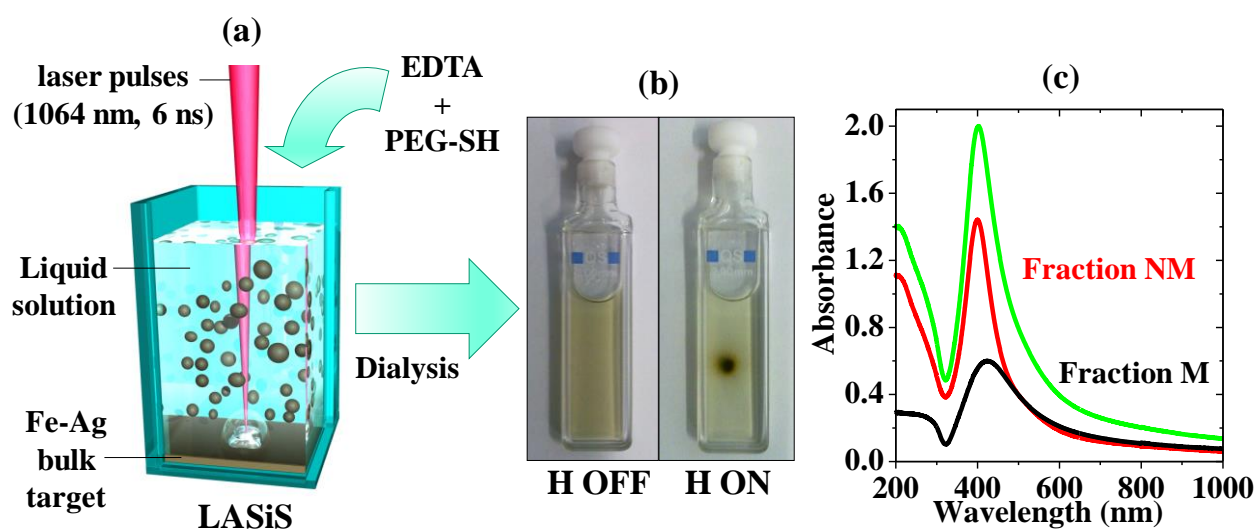 (a)
laser pulses
(1064 nm, 6 ns)
EDTA
+
PEG-SH
Liquid
solution
Fe-Ag
bulk
target
LASiS
Dialysis
(b)
QS
QS
H OFF
H ON
(c)
Absorbance
2.0
1.6
1.2
0.8
0.4
0.0
Fraction NM
Fraction M
200
400
600
800
1000
Wavelength (nm)